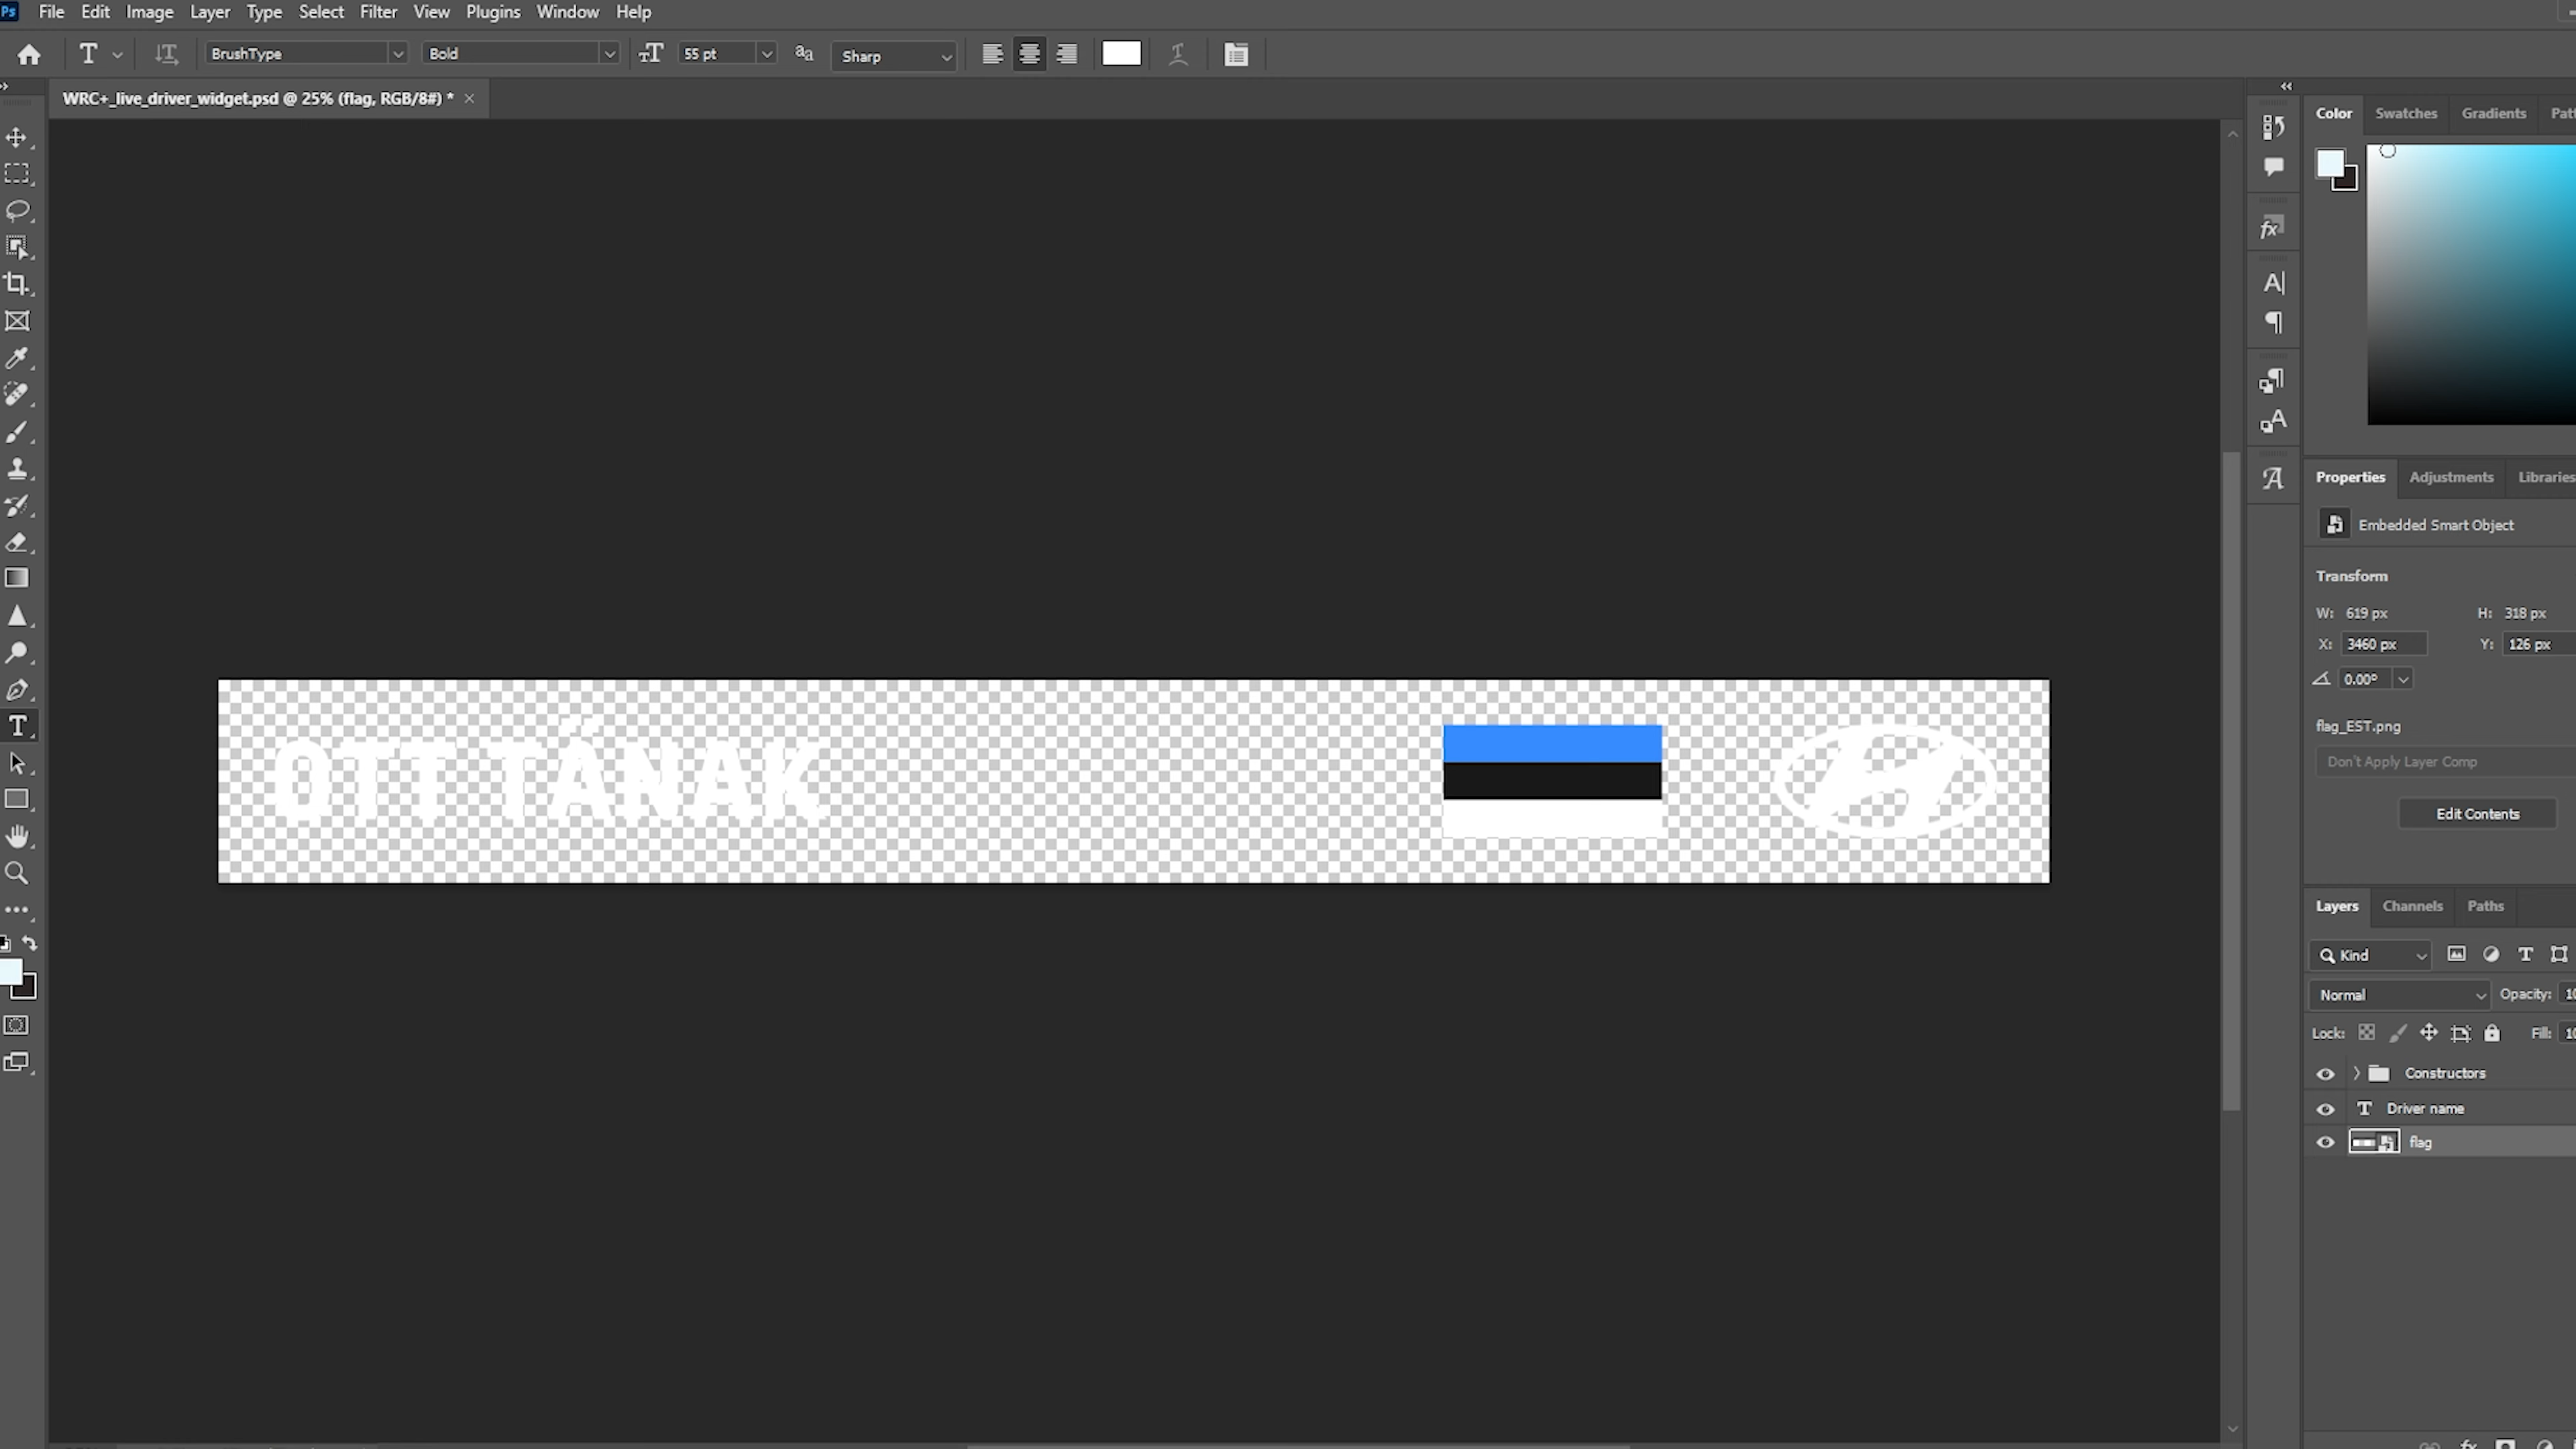 Ps File Edit Image Layer Type Select Filter View Plugins Window Help
T BrushType Bold 55 pt aa Sharp
WRC+_live_driver_widget.psd @ 25% (flag, RGB/8#) * ×
Color Swatches Gradients
OTT TÄNAK
Properties Adjustments Libraries
Embedded Smart Object
Transform
W: 619 px H: 318 px
X: 3460 px Y: 126 px
0.00°
flag_EST.png
Don't Apply Layer Comp
Edit Contents
Layers Channels Paths
Kind
Normal Opacity:
Lock: Fill:
Constructors
T Driver name
flag